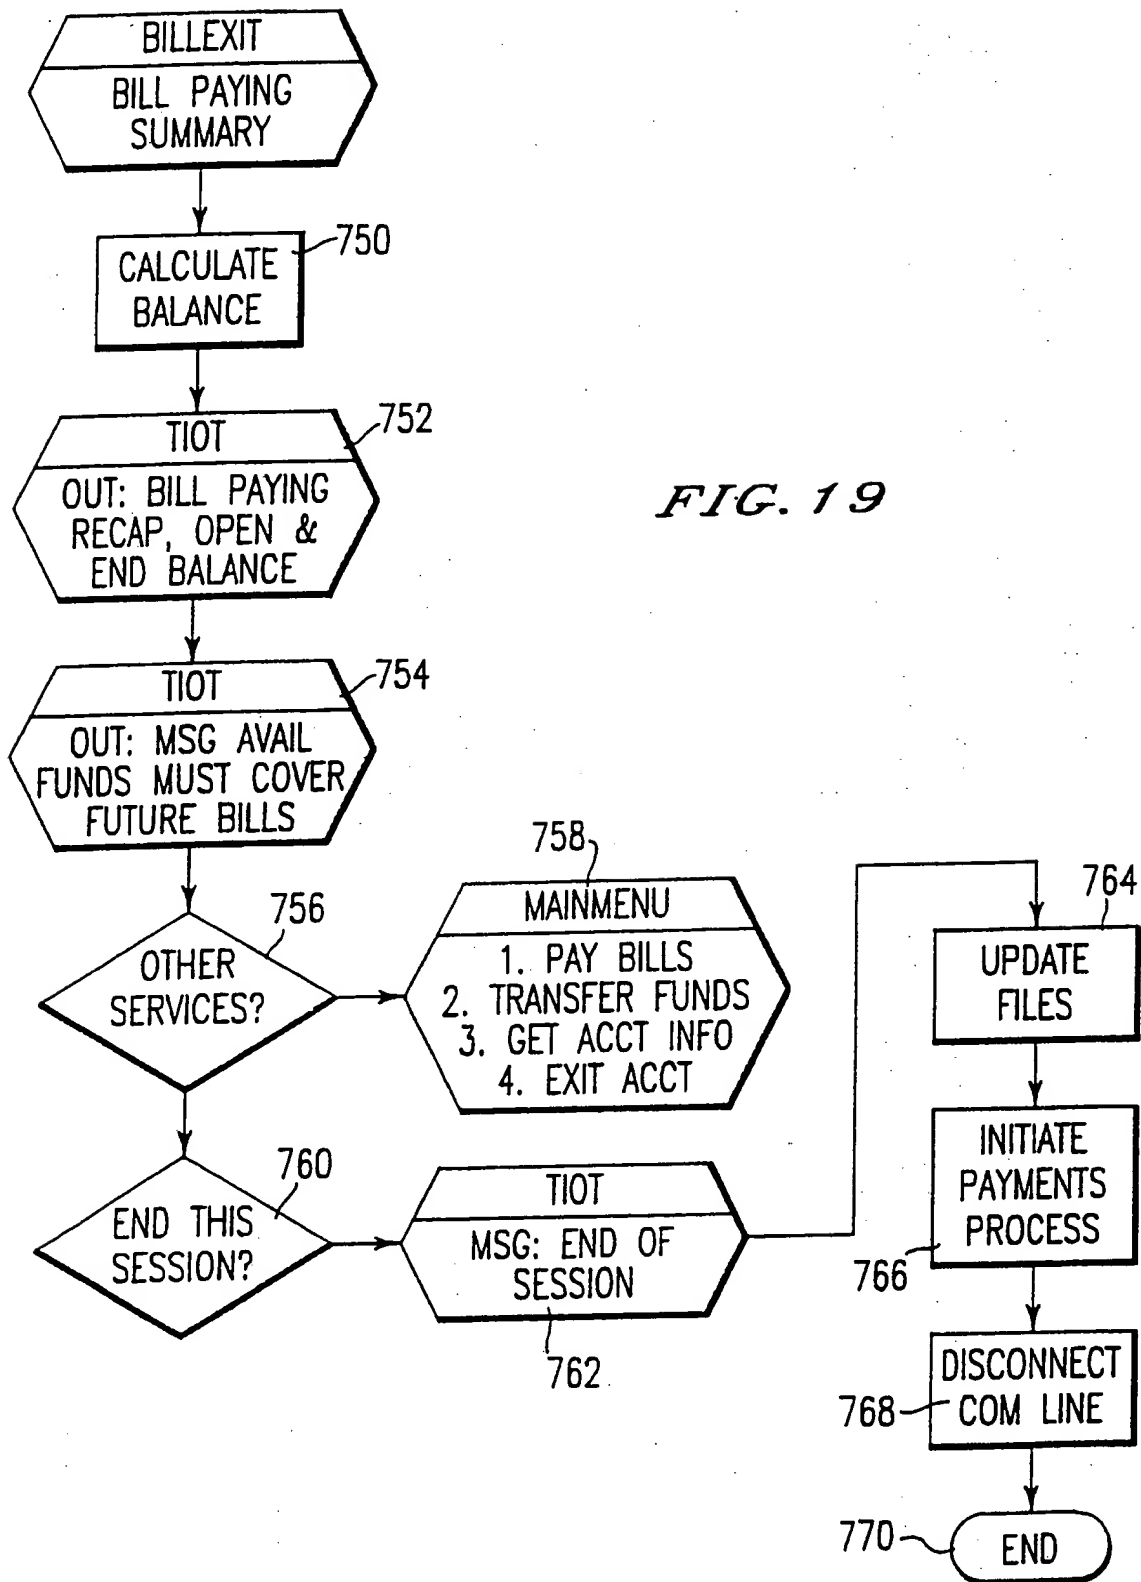 BILLEXIT
BILL PAYING
SUMMARY
750
CALCULATE
BALANCE
752
TIOT
OUT: BILL PAYING
RECAP, OPEN &
END BALANCE
FIG. 19
754
TIOT
OUT: MSG AVAIL
FUNDS MUST COVER
FUTURE BILLS
756
OTHER
SERVICES?
758
MAINMENU
1. PAY BILLS
2. TRANSFER FUNDS
3. GET ACCT INFO
4. EXIT ACCT
760
END THIS
SESSION?
TIOT
MSG: END OF
SESSION
762
764
UPDATE
FILES
INITIATE
PAYMENTS
PROCESS
766
DISCONNECT
COM LINE
768
770
END